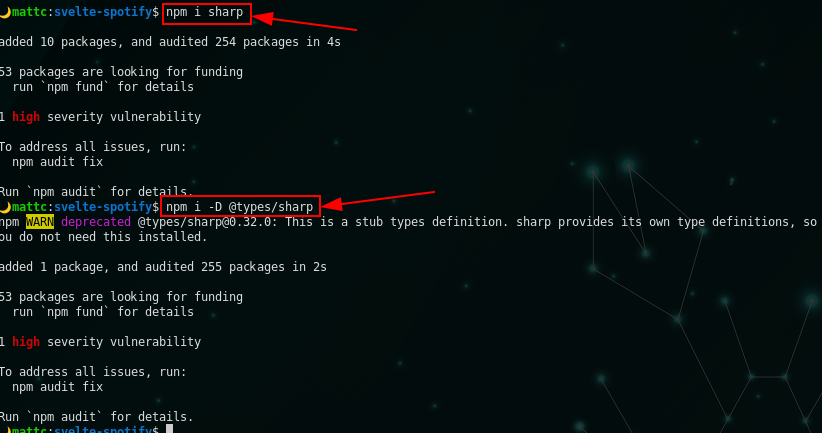 mattc:svelte-spotify$ npm i sharp
added 10 packages, and audited 254 packages in 4s
53 packages are looking for funding
run `npm fund` for details
1 high severity vulnerability
To address all issues, run:
npm audit fix
Run `npm audit` for details.
mattc:svelte-spotify$ npm i -D @types/sharp
npm WARN deprecated @types/sharp@0.32.0: This is a stub types definition. sharp provides its own type definitions, so
ou do not need this installed.
added 1 package, and audited 255 packages in 2s
53 packages are looking for funding
run `npm fund` for details
1 high severity vulnerability
To address all issues, run:
npm audit fix
Run `npm audit` for details.
mattc:svelte-spotify$